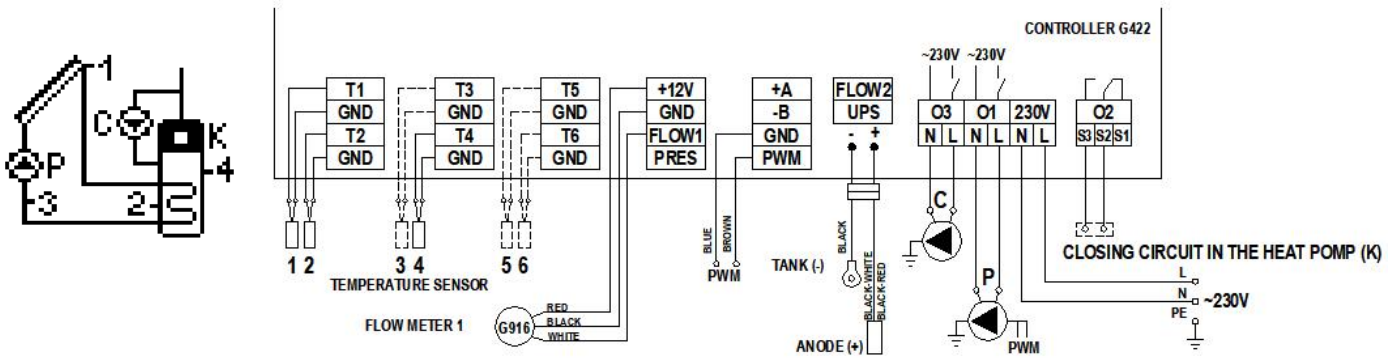 CONTROLLER G422
~230V ~230V
1
C
K
P
4
3
2
T1
GND
T2
GND
T3
GND
T4
GND
T5
GND
T6
GND
+12V
GND
FLOW1
PRES
+A
-B
GND
PWM
FLOW2
UPS
- +
O3 O1 230V
N L N L N L
O2
S3 S2 S1
1 2 3 4 5 6
TEMPERATURE SENSOR
FLOW METER 1
G916
RED
BLACK
WHITE
BLUE
BROWN
PWM
BLACK
TANK (-)
BLACK-WHITE
BLACK-RED
ANODE (+)
C
P
PWM
CLOSING CIRCUIT IN THE HEAT POMP (K)
L
N
~230V
PE